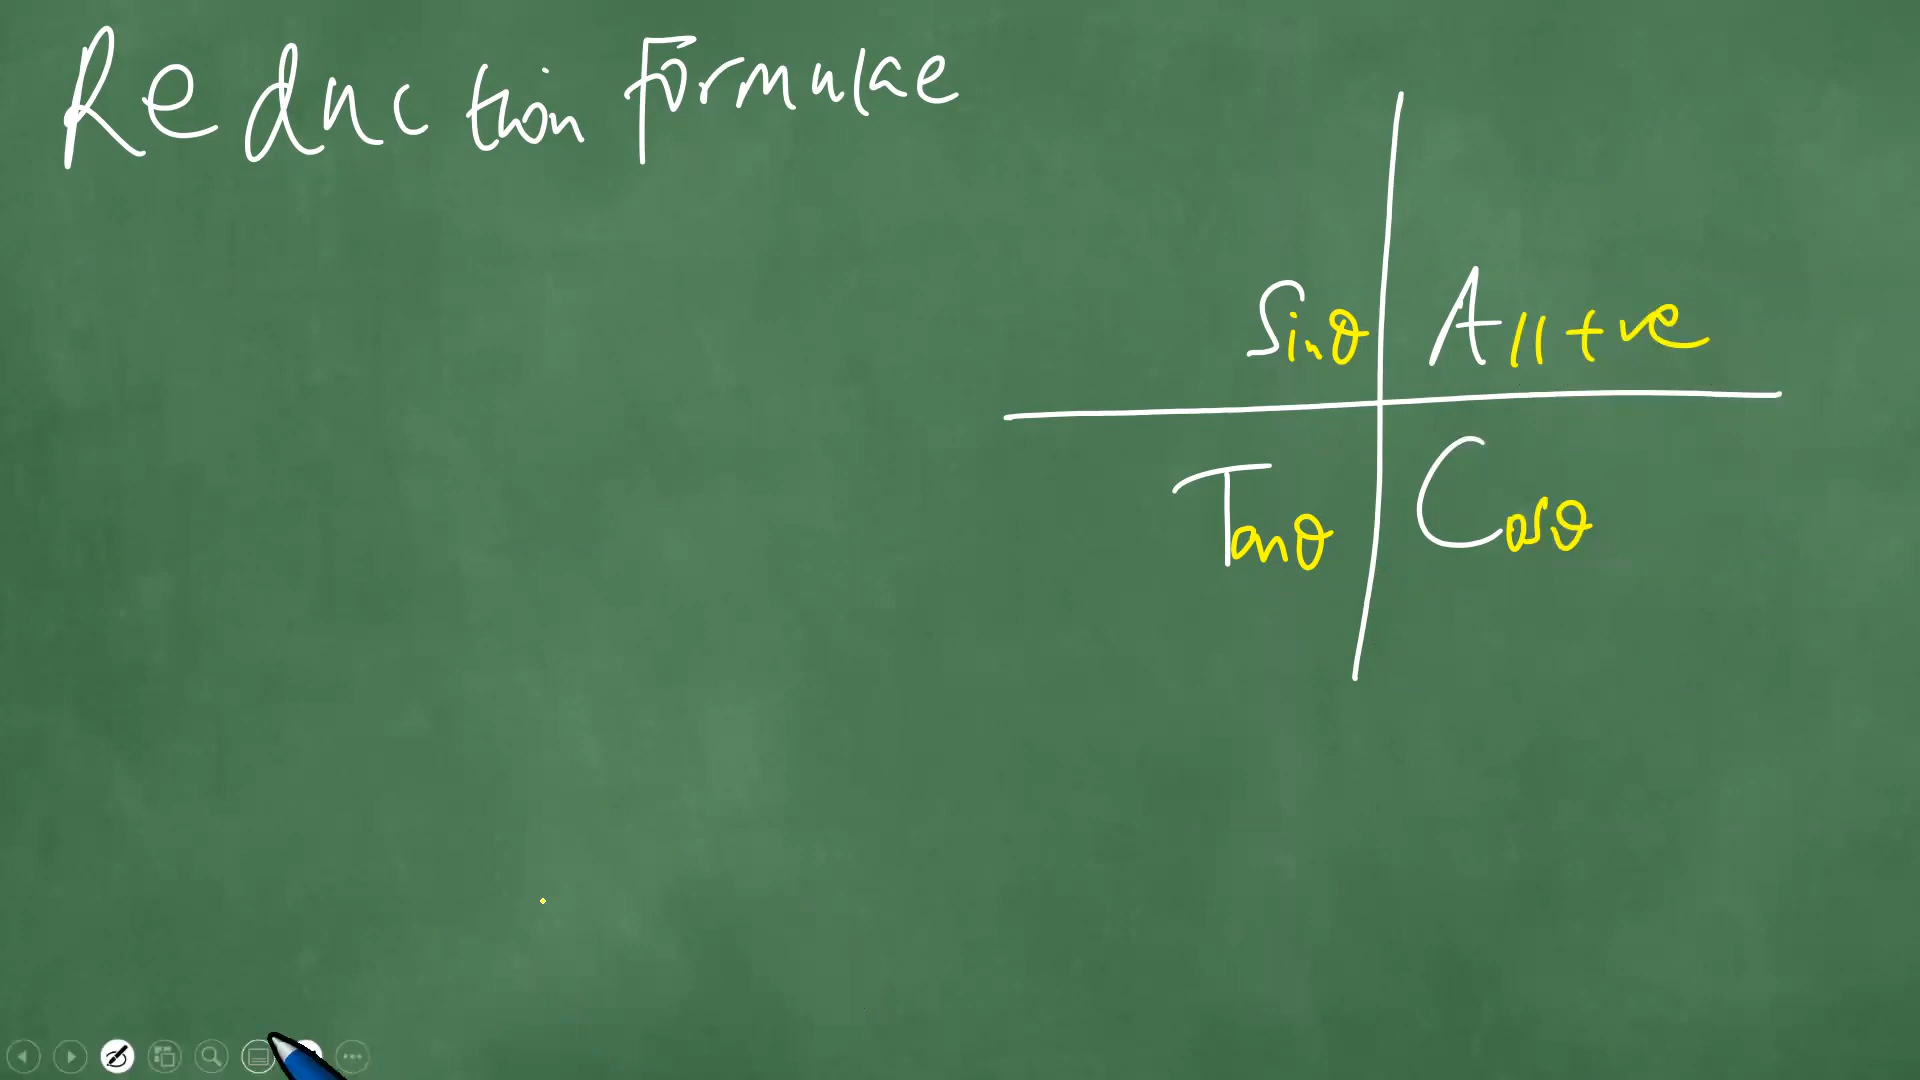 Reduction Formulae
Sinθ All +ve
Tanθ Cosθ